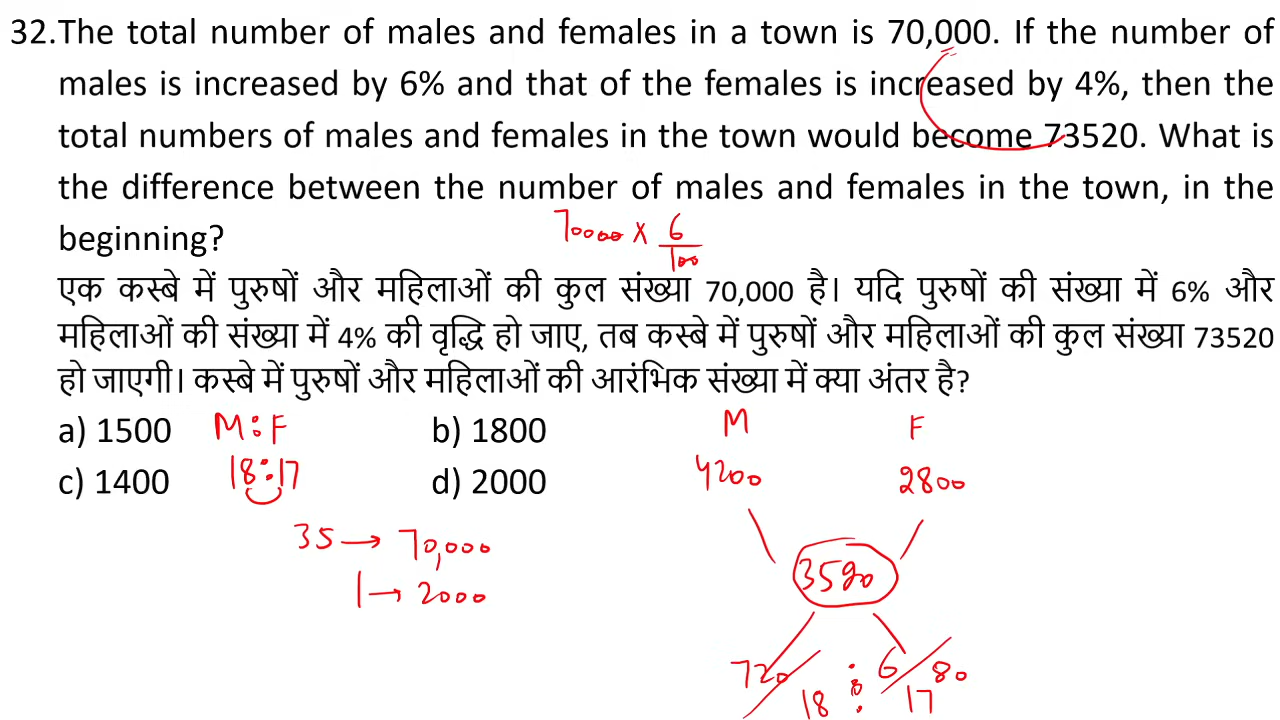 32.The total number of males and females in a town is 70,000. If the number of
males is increased by 6% and that of the females is increased by 4%, then the
total numbers of males and females in the town would become 73520. What is
the difference between the number of males and females in the town, in the
beginning?
70000 x 6/100
एक कस्बे में पुरुषों और महिलाओं की कुल संख्या 70,000 है। यदि पुरुषों की संख्या में 6% और
महिलाओं की संख्या में 4% की वृद्धि हो जाए, तब कस्बे में पुरुषों और महिलाओं की कुल संख्या 73520
हो जाएगी। कस्बे में पुरुषों और महिलाओं की आरंभिक संख्या में क्या अंतर है?
a) 1500 M:F b) 1800 M F
c) 1400 18:17 d) 2000 4200 2800
35 → 70,000
3520
1 → 2000
720 : 680
18 : 17